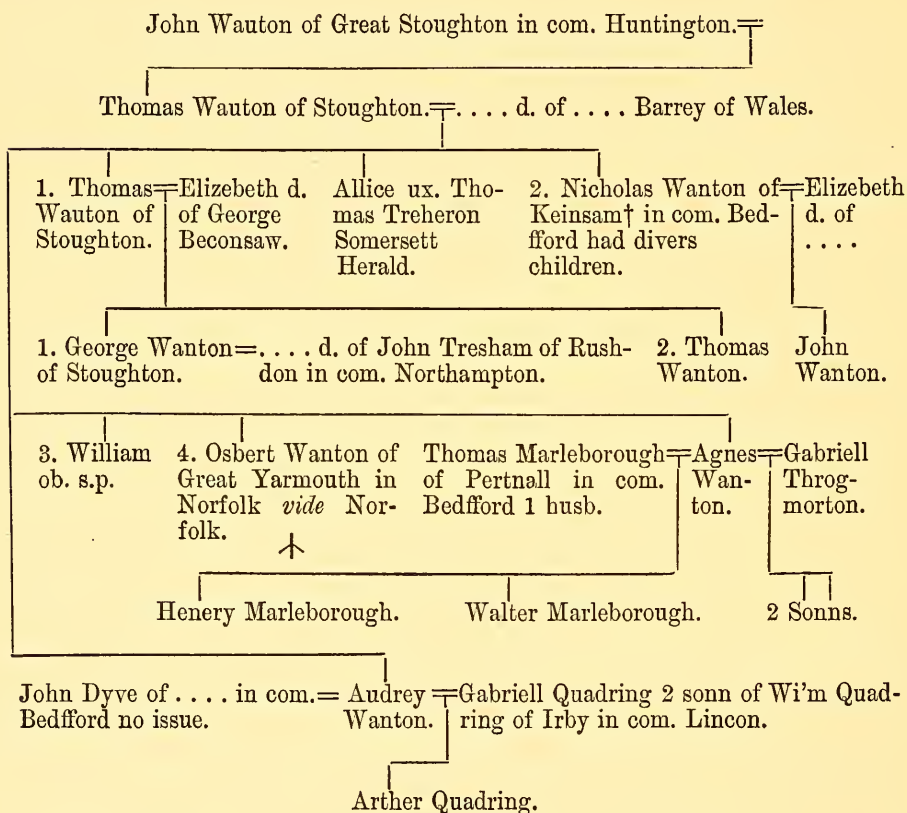 John Wauton of Great Stoughton in com. Huntington.=
Thomas Wauton of Stoughton.=. . . . d. of . . . . Barrey of Wales.
1. Thomas=Elizebeth d.
Wauton of of George
Stoughton. Beconsaw.
Allice ux. Tho-
mas Treheron
Somersett
Herald.
2. Nicholas Wanton of=Elizebeth
Keinsam† in com. Bed- d. of
fford had divers . . . .
children.
1. George Wanton=. . . . d. of John Tresham of Rush-
of Stoughton. don in com. Northampton.
2. Thomas
Wanton.
John
Wanton.
3. William
ob. s.p.
4. Osbert Wanton of
Great Yarmouth in
Norfolk vide Nor-
folk.
Thomas Marleborough=Agnes=Gabriell
of Pertnall in com. Wan- Throg-
Bedfford 1 husb. ton. morton.
Henery Marleborough. Walter Marleborough. 2 Sonns.
John Dyve of . . . . in com.= Audrey =Gabriell Quadring 2 sonn of Wi'm Quad-
Bedfford no issue. Wanton. ring of Irby in com. Lincon.
Arther Quadring.